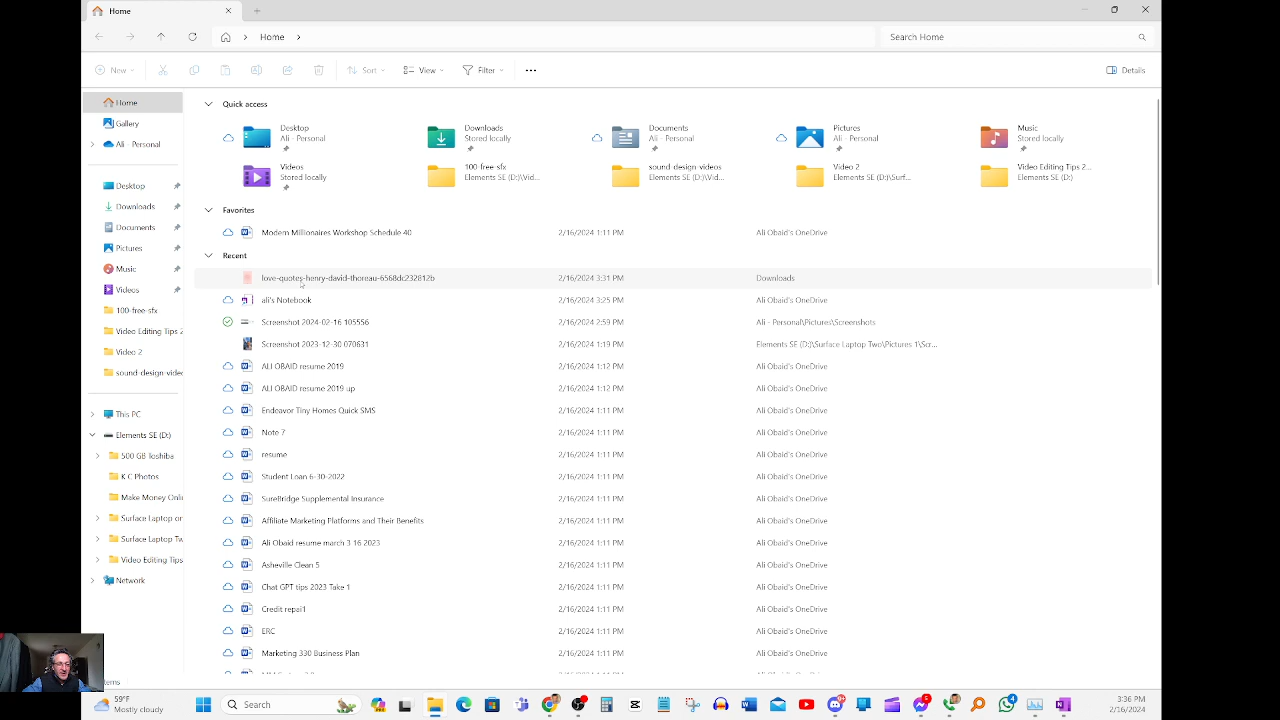 Home
Home
Search Home
New
Sort
View
Filter
Details
Home
Gallery
Ali - Personal
Desktop
Downloads
Documents
Pictures
Music
Videos
100-free-sfx
Video Editing Tips 2
Video 2
sound-design-video
This PC
Elements SE (D:)
500 GB Toshiba
K C Photos
Make Money Onli
Surface Laptop on
Surface Laptop Tw
Video Editing Tips
Network
Quick access
Desktop
Ali - Personal
Downloads
Stored locally
Documents
Ali - Personal
Pictures
Ali - Personal
Music
Stored locally
Videos
Stored locally
100-free-sfx
Elements SE (D:)\Vid...
sound-design-videos
Elements SE (D:)\Vid...
Video 2
Elements SE (D:)\Surf...
Video Editing Tips 2...
Elements SE (D:)
Favorites
Modern Millionaires Workshop Schedule 40 2/16/2024 1:11 PM Ali Obaid's OneDrive
Recent
love-quotes-henry-david-thoreau-6568dc232812b 2/16/2024 3:31 PM Downloads
ali's Notebook 2/16/2024 3:25 PM Ali Obaid's OneDrive
Screenshot 2024-02-16 105556 2/16/2024 2:59 PM Ali - Personal\Pictures\Screenshots
Screenshot 2023-12-30 070631 2/16/2024 1:19 PM Elements SE (D:)\Surface Laptop Two\Pictures 1\Scr...
ALI OBAID resume 2019 2/16/2024 1:12 PM Ali Obaid's OneDrive
ALI OBAID resume 2019 up 2/16/2024 1:12 PM Ali Obaid's OneDrive
Endeavor Tiny Homes Quick SMS 2/16/2024 1:11 PM Ali Obaid's OneDrive
Note 7 2/16/2024 1:11 PM Ali Obaid's OneDrive
resume 2/16/2024 1:11 PM Ali Obaid's OneDrive
Student Loan 6-30-2022 2/16/2024 1:11 PM Ali Obaid's OneDrive
SureBridge Supplemental Insurance 2/16/2024 1:11 PM Ali Obaid's OneDrive
Affiliate Marketing Platforms and Their Benefits 2/16/2024 1:11 PM Ali Obaid's OneDrive
Ali Obaid resume march 3 16 2023 2/16/2024 1:11 PM Ali Obaid's OneDrive
Asheville Clean 5 2/16/2024 1:11 PM Ali Obaid's OneDrive
Chat GPT tips 2023 Take 1 2/16/2024 1:11 PM Ali Obaid's OneDrive
Credit repai1 2/16/2024 1:11 PM Ali Obaid's OneDrive
ERC 2/16/2024 1:11 PM Ali Obaid's OneDrive
Marketing 330 Business Plan 2/16/2024 1:11 PM Ali Obaid's OneDrive
tems
59°F
Mostly cloudy
Search
3:36 PM
2/16/2024